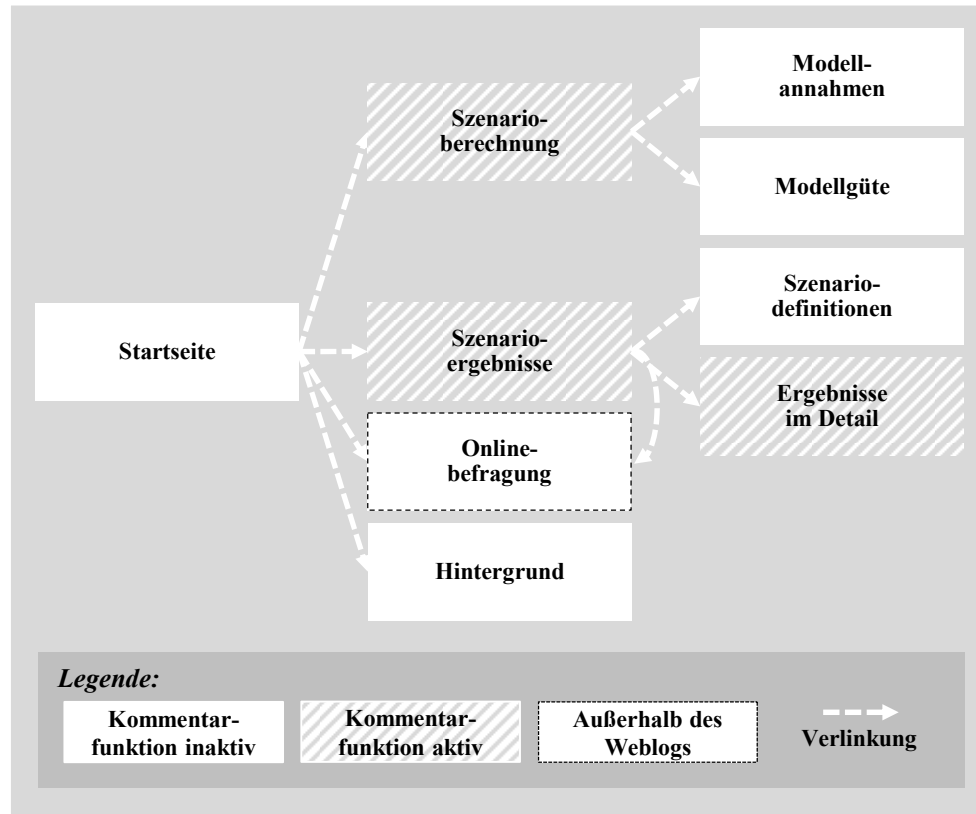 Modell-
annahmen
Szenario-
berechnung
Modellgüte
Szenario-
definitionen
Startseite
Szenario-
ergebnisse
Ergebnisse
im Detail
Online-
befragung
Hintergrund
Legende:
Kommentar-
funktion inaktiv
Kommentar-
funktion aktiv
Außerhalb des
Weblogs
Verlinkung